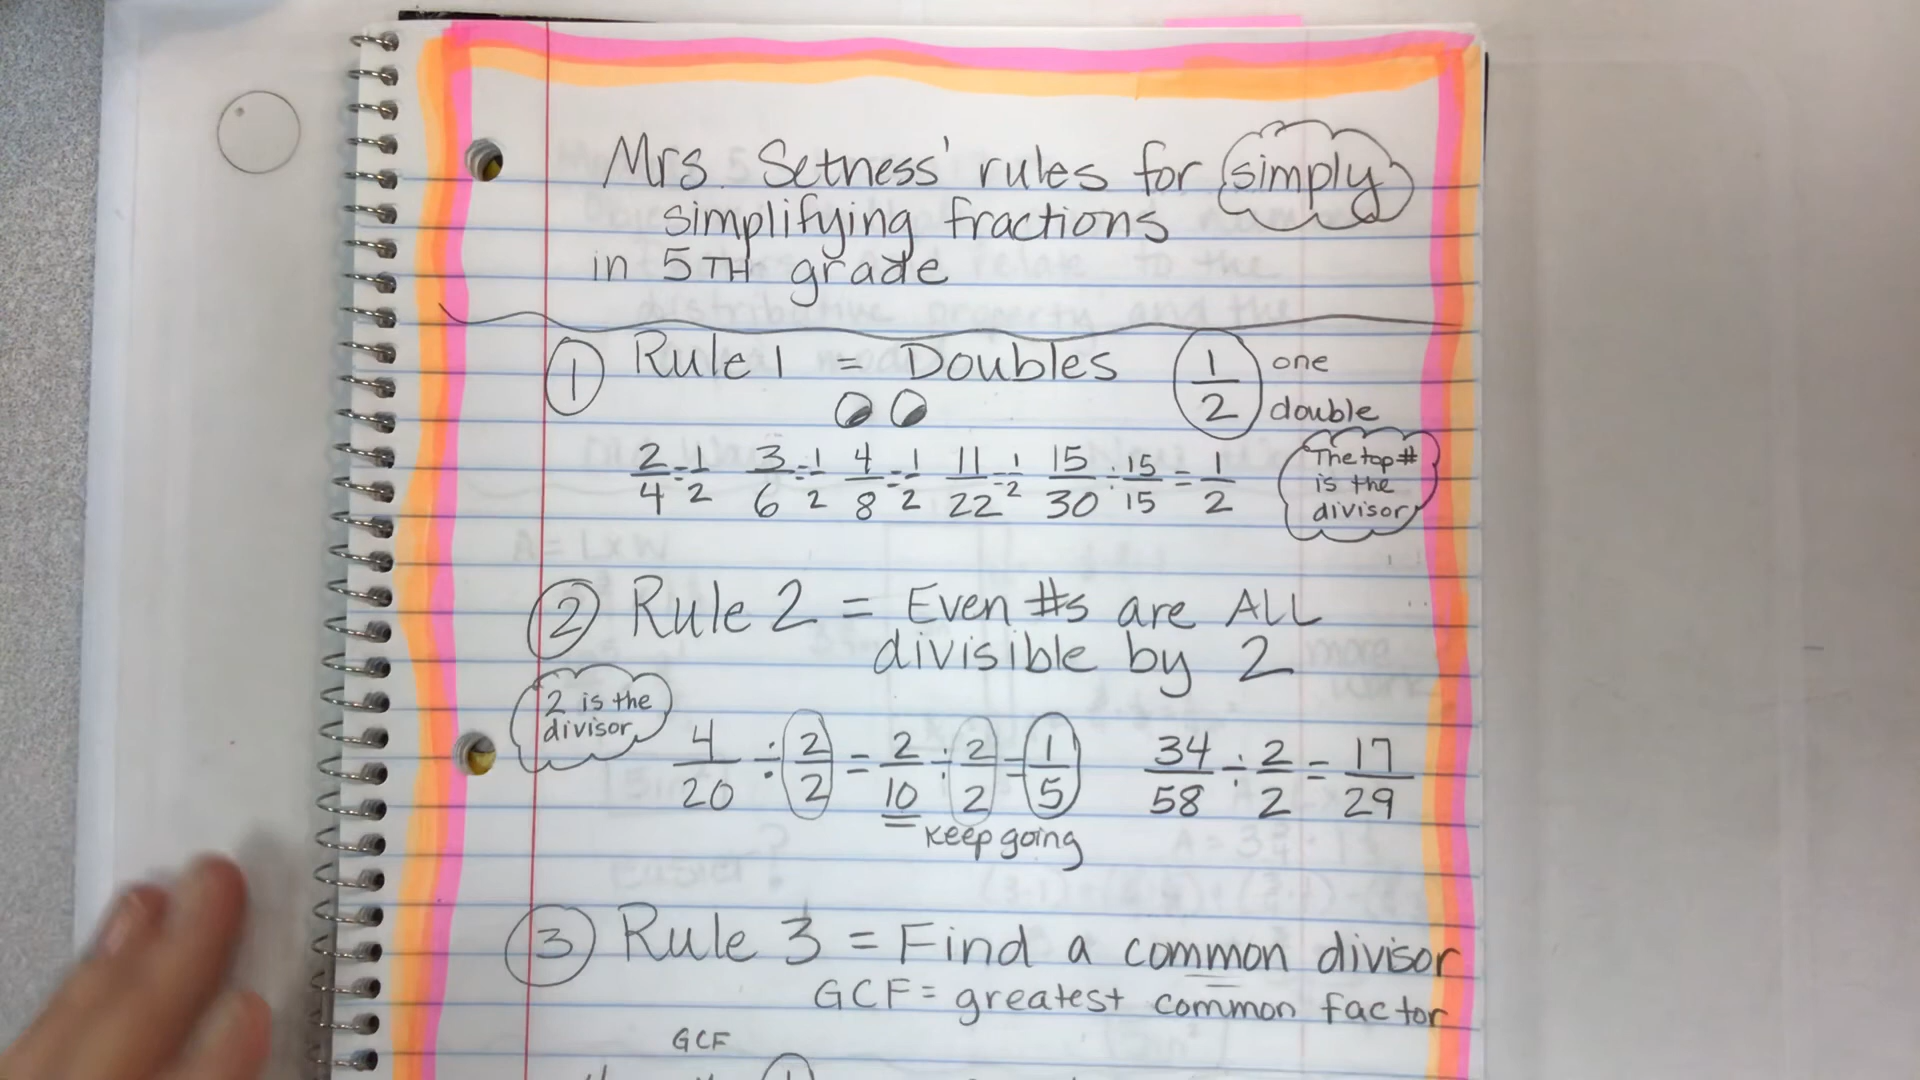 Mrs. Setness' rules for simply
simplifying fractions
in 5TH grade
1 Rule 1 = Doubles 1/2 one double
2/4 = 1/2 3/6 = 1/2 4/8 = 1/2 11/22 = 1/2 15/30 ÷ 15/15 = 1/2
The top #
is the
divisor
2 Rule 2 = Even #s are ALL
divisible by 2
2 is the
divisor
4/20 ÷ 2/2 = 2/10 ÷ 2/2 = 1/5 34/58 ÷ 2/2 = 17/29
keep going
3 Rule 3 = Find a common divisor
GCF = greatest common factor
GCF